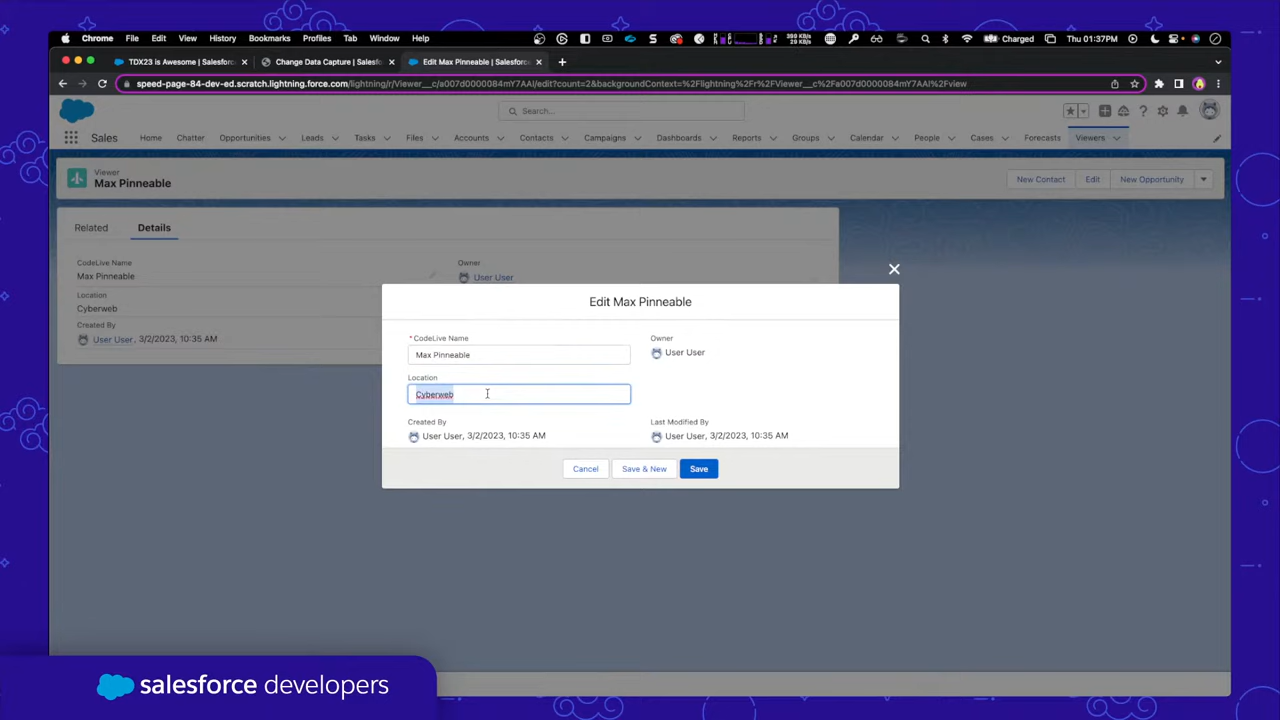 Chrome File Edit View History Bookmarks Profiles Tab Window Help 390 KB/s 29 KB/s Charged Thu 01:37PM
TDX23 is Awesome | Salesforc Change Data Capture | Salesfo Edit Max Pinneable | Salesforc
speed-page-84-dev-ed.scratch.lightning.force.com/lightning/r/Viewer__c/a007d0000084mY7AAI/edit?count=2&backgroundContext=%2Flightning%2Fr%2FViewer__c%2Fa007d0000084mY7AAI%2Fview
Search...
Sales Home Chatter Opportunities Leads Tasks Files Accounts Contacts Campaigns Dashboards Reports Groups Calendar People Cases Forecasts Viewers
Viewer
Max Pinneable
New Contact Edit New Opportunity
Related Details
CodeLive Name Owner
Max Pinneable User User
Location
Cyberweb
Created By
User User, 3/2/2023, 10:35 AM
Edit Max Pinneable
*CodeLive Name Owner
Max Pinneable User User
Location
Cyberweb
Created By Last Modified By
User User, 3/2/2023, 10:35 AM User User, 3/2/2023, 10:35 AM
Cancel Save & New Save
salesforce developers